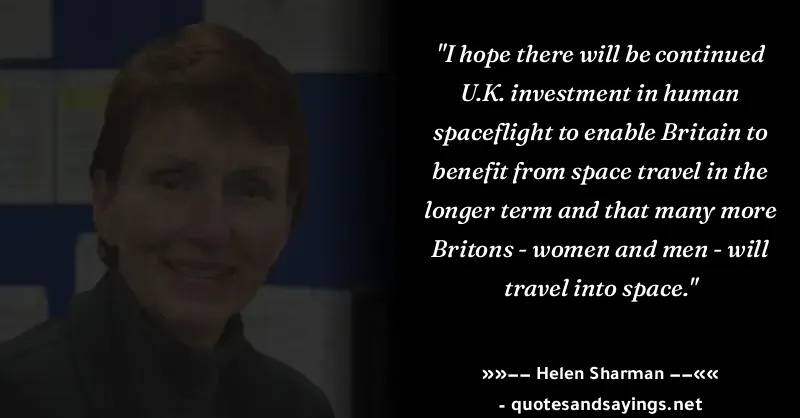 "I hope there will be continued
U.K. investment in human
spaceflight to enable Britain to
benefit from space travel in the
longer term and that many more
Britons - women and men - will
travel into space."
»»−− Helen Sharman −−««
- quotesandsayings.net